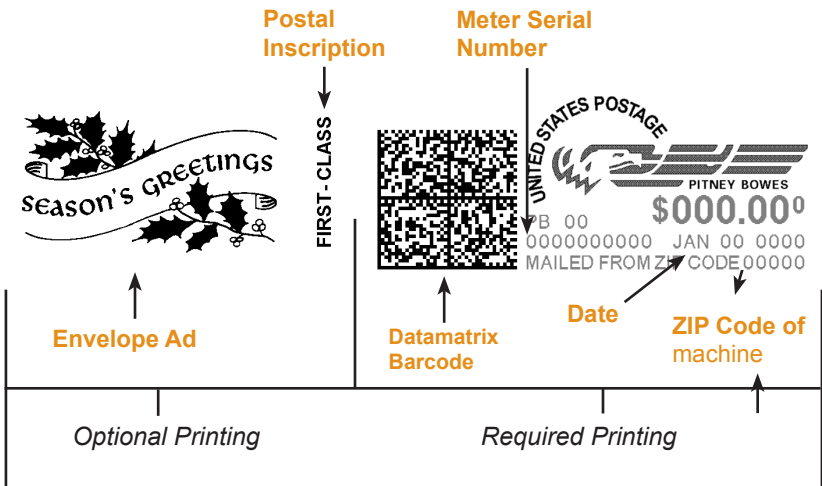 Postal
Inscription
Meter Serial
Number
SEASON'S GREETINGS
FIRST-CLASS
UNITED STATES POSTAGE
PITNEY BOWES
PB 00
$000.00⁰
0000000000 JAN 00 0000
MAILED FROM ZIP CODE 00000
Envelope Ad
Datamatrix
Barcode
Date
ZIP Code of
machine
Optional Printing
Required Printing